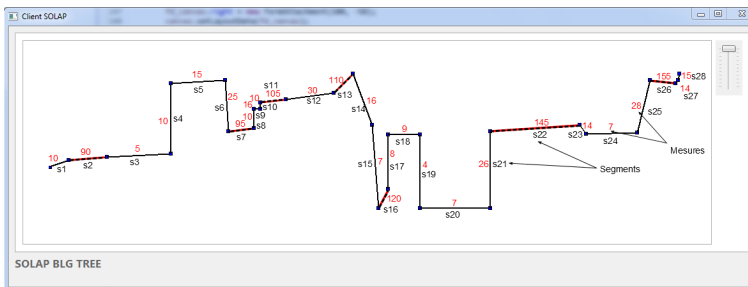 Client SOLAP
10
s1
90
s2
5
s3
10
s4
15
s5
25
s6
95
s7
10
s8
16
s9
10
s10
105
s11
30
s12
110
s13
16
s14
7
s15
120
s16
8
s17
9
s18
4
s19
7
s20
26
s21
145
s22
14
s23
7
s24
28
s25
155
s26
14
s27
15
s28
Mesures
Segments
SOLAP BLG TREE